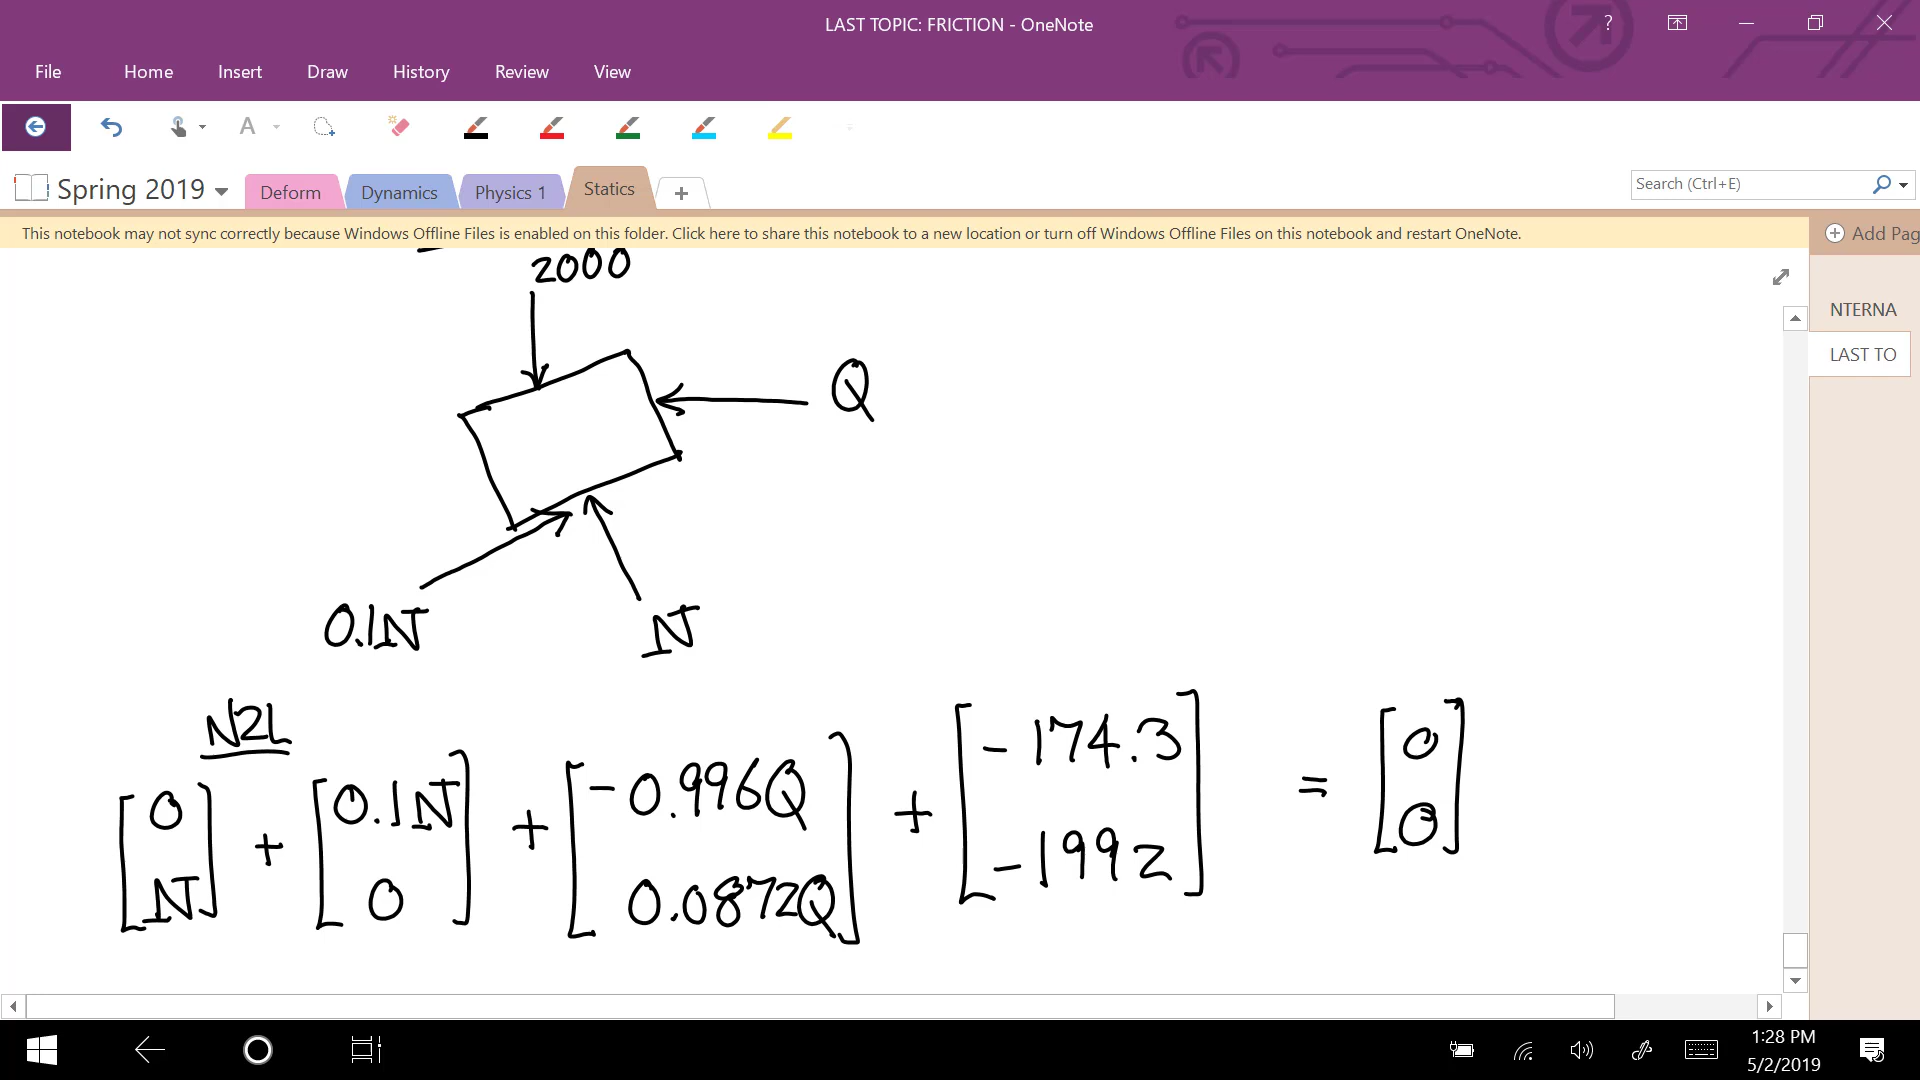 LAST TOPIC: FRICTION - OneNote
?
File Home Insert Draw History Review View
A
Spring 2019 Deform Dynamics Physics 1 Statics +
Search (Ctrl+E)
This notebook may not sync correctly because Windows Offline Files is enabled on this folder. Click here to share this notebook to a new location or turn off Windows Offline Files on this notebook and restart OneNote.
Add Pag
NTERNA
LAST TO
2000
Q
0.1N
N
N2L
[0 N] + [0.1N 0] + [-0.996Q 0.0872Q] + [-174.3 -1992] = [0 0]
1:28 PM
5/2/2019